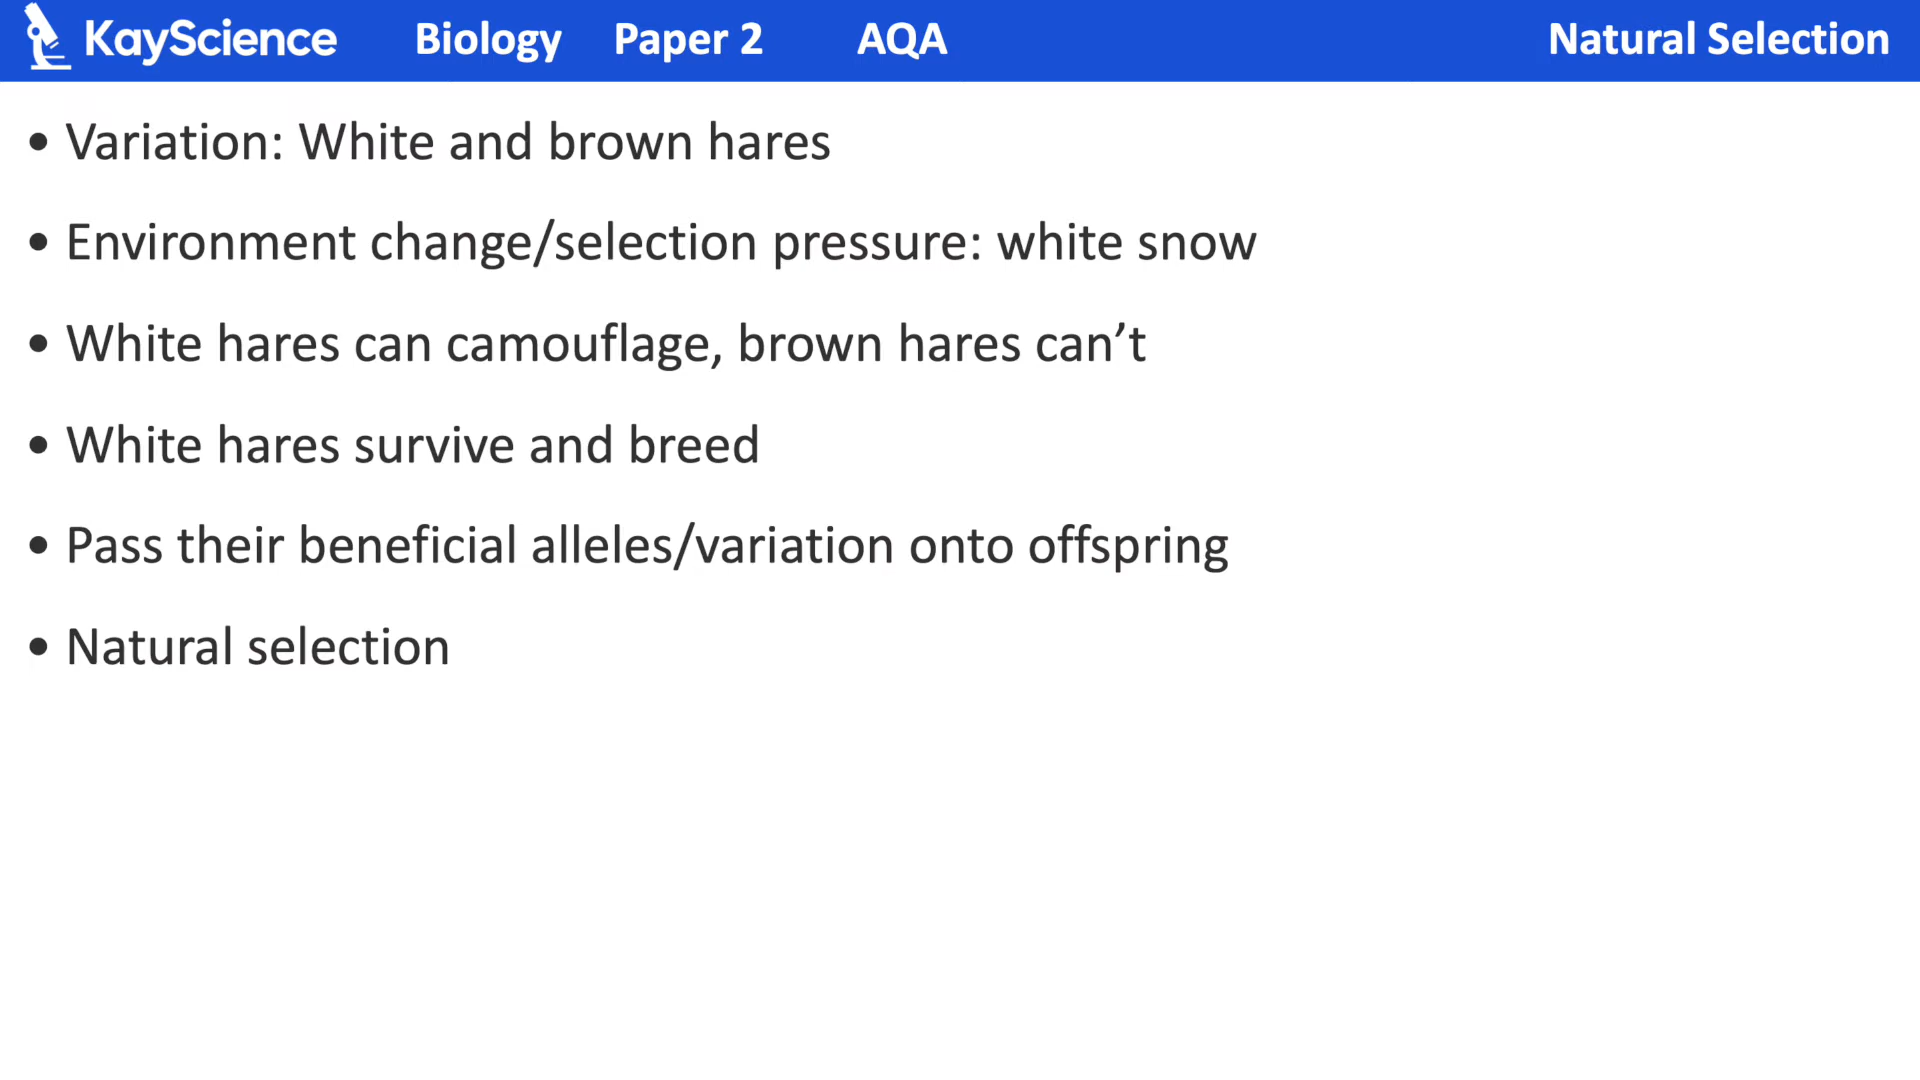 KayScience Biology Paper 2 AQA Natural Selection
• Variation: White and brown hares
• Environment change/selection pressure: white snow
• White hares can camouflage, brown hares can’t
• White hares survive and breed
• Pass their beneficial alleles/variation onto offspring
• Natural selection